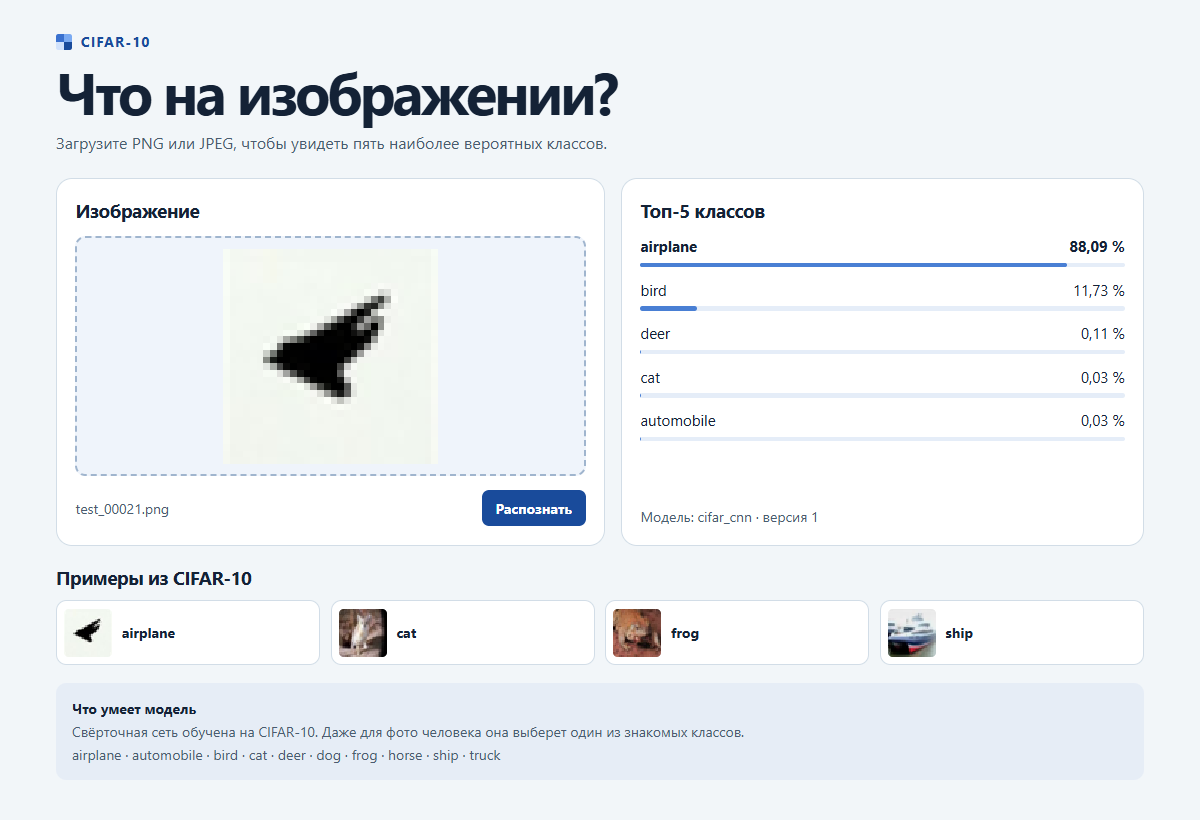 CIFAR-10
Что на изображении?
Загрузите PNG или JPEG, чтобы увидеть пять наиболее вероятных классов.
Изображение
test_00021.png
Распознать
Топ-5 классов
airplane 88,09 %
bird 11,73 %
deer 0,11 %
cat 0,03 %
automobile 0,03 %
Модель: cifar_cnn · версия 1
Примеры из CIFAR-10
airplane
cat
frog
ship
Что умеет модель
Свёрточная сеть обучена на CIFAR-10. Даже для фото человека она выберет один из знакомых классов.
airplane · automobile · bird · cat · deer · dog · frog · horse · ship · truck